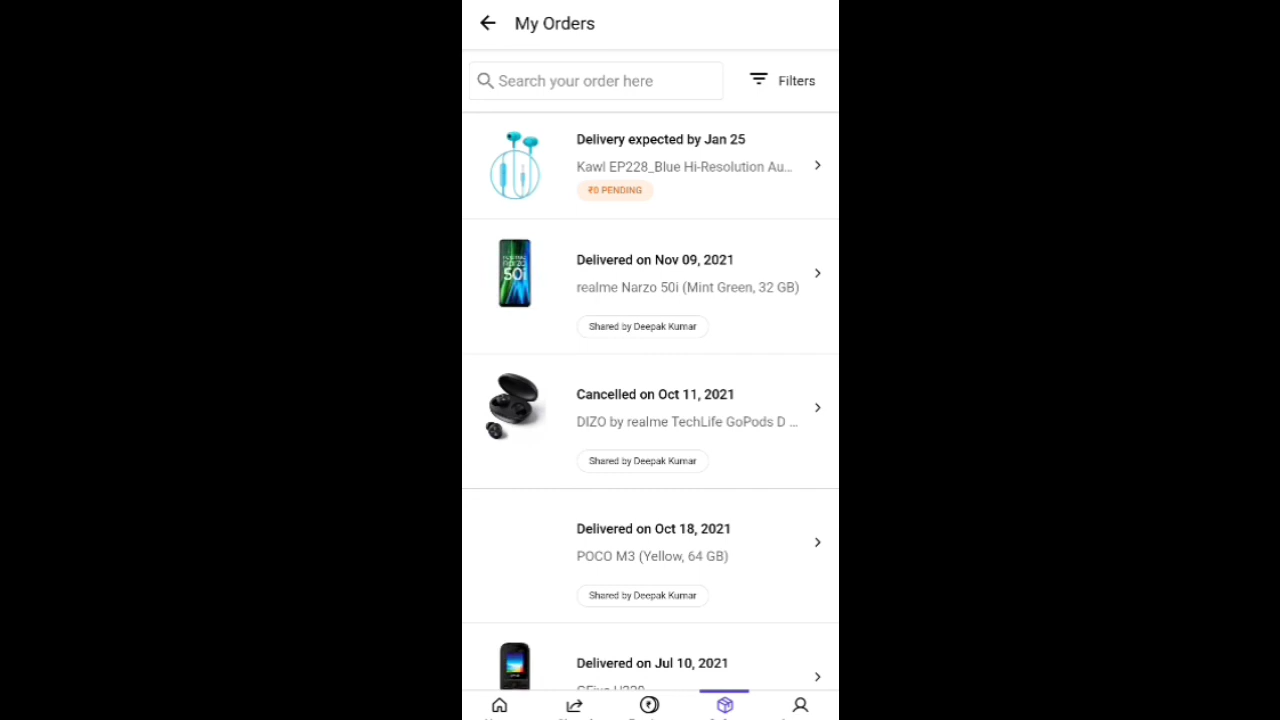 My Orders
Search your order here
Filters
Delivery expected by Jan 25
Kawl EP228_Blue Hi-Resolution Au...
₹0 PENDING
50i
Delivered on Nov 09, 2021
realme Narzo 50i (Mint Green, 32 GB)
Shared by Deepak Kumar
Cancelled on Oct 11, 2021
DIZO by realme TechLife GoPods D ...
Shared by Deepak Kumar
Delivered on Oct 18, 2021
POCO M3 (Yellow, 64 GB)
Shared by Deepak Kumar
Delivered on Jul 10, 2021